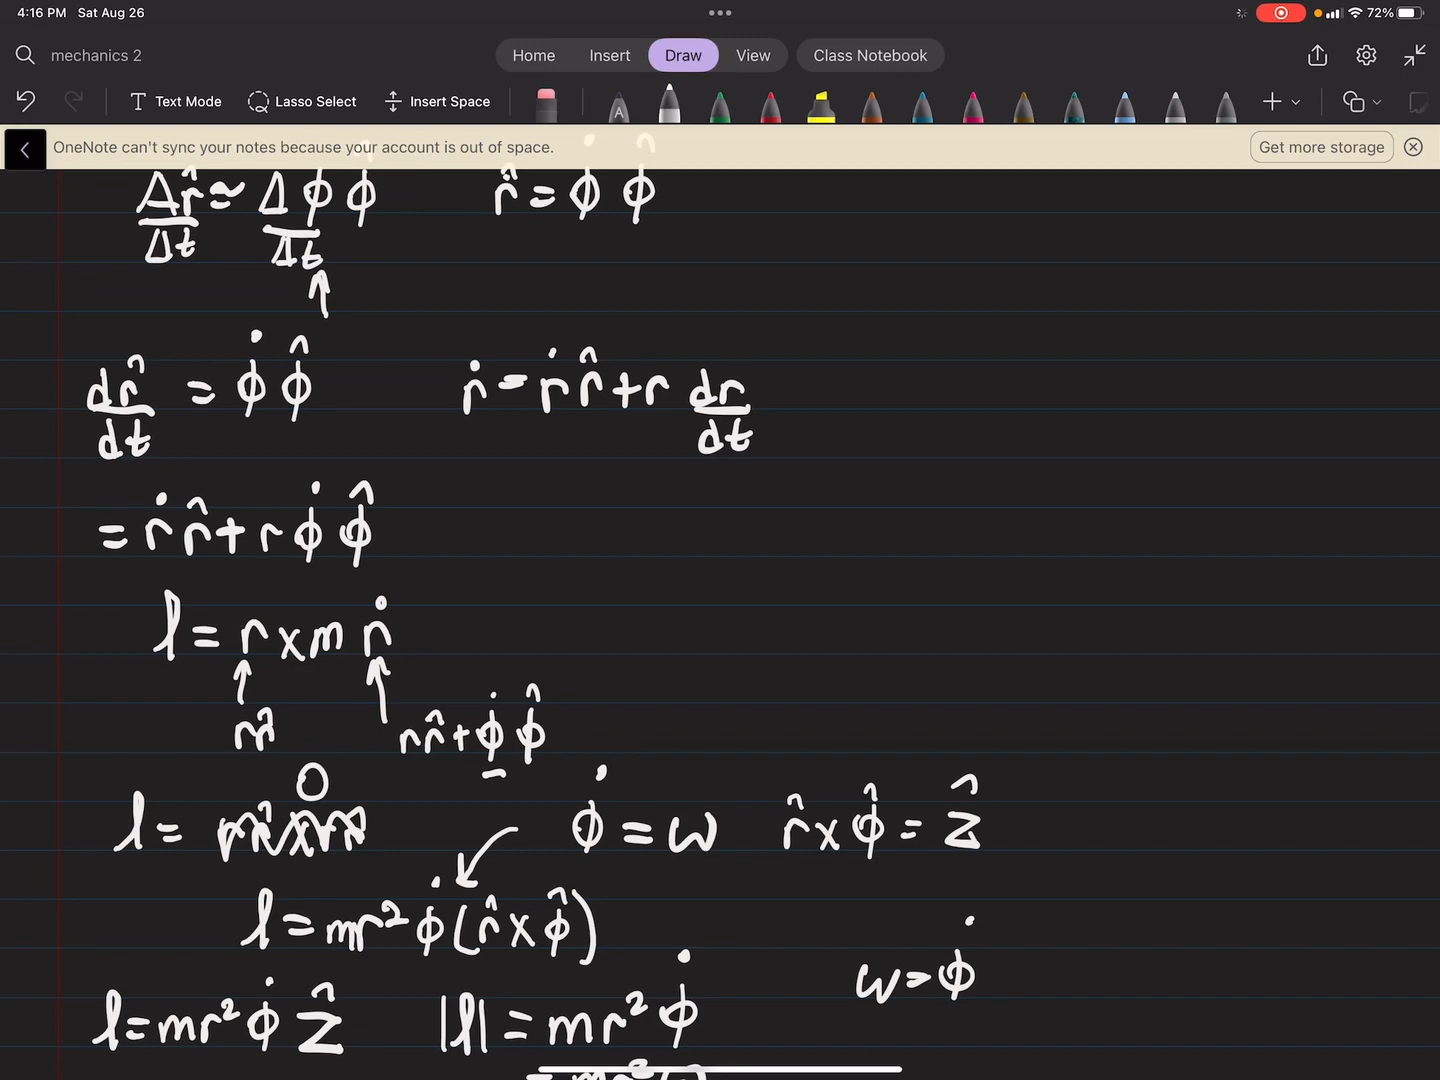 4:16 PM Sat Aug 26
72%
mechanics 2
Home Insert Draw View Class Notebook
Text Mode Lasso Select Insert Space
A
OneNote can't sync your notes because your account is out of space.
Get more storage
Δr̂/Δt ≃ Δϕ/Δt ϕ̂   r̂̇ = ϕ̇ ϕ̂
dr̂/dt = ϕ̇ ϕ̂   ṙ = ṙ r̂ + r dr/dt
= ṙ r̂ + r ϕ̇ ϕ̂
l = r × m ṙ
r r̂   r r̂ + ϕ̇ ϕ̂
0
l =   ϕ̇ = ω   r̂ × ϕ̂ = ẑ
l = mr² ϕ̇ (r̂ × ϕ̂)
ω = ϕ̇
l = mr² ϕ̇ ẑ   |l| = mr² ϕ̇